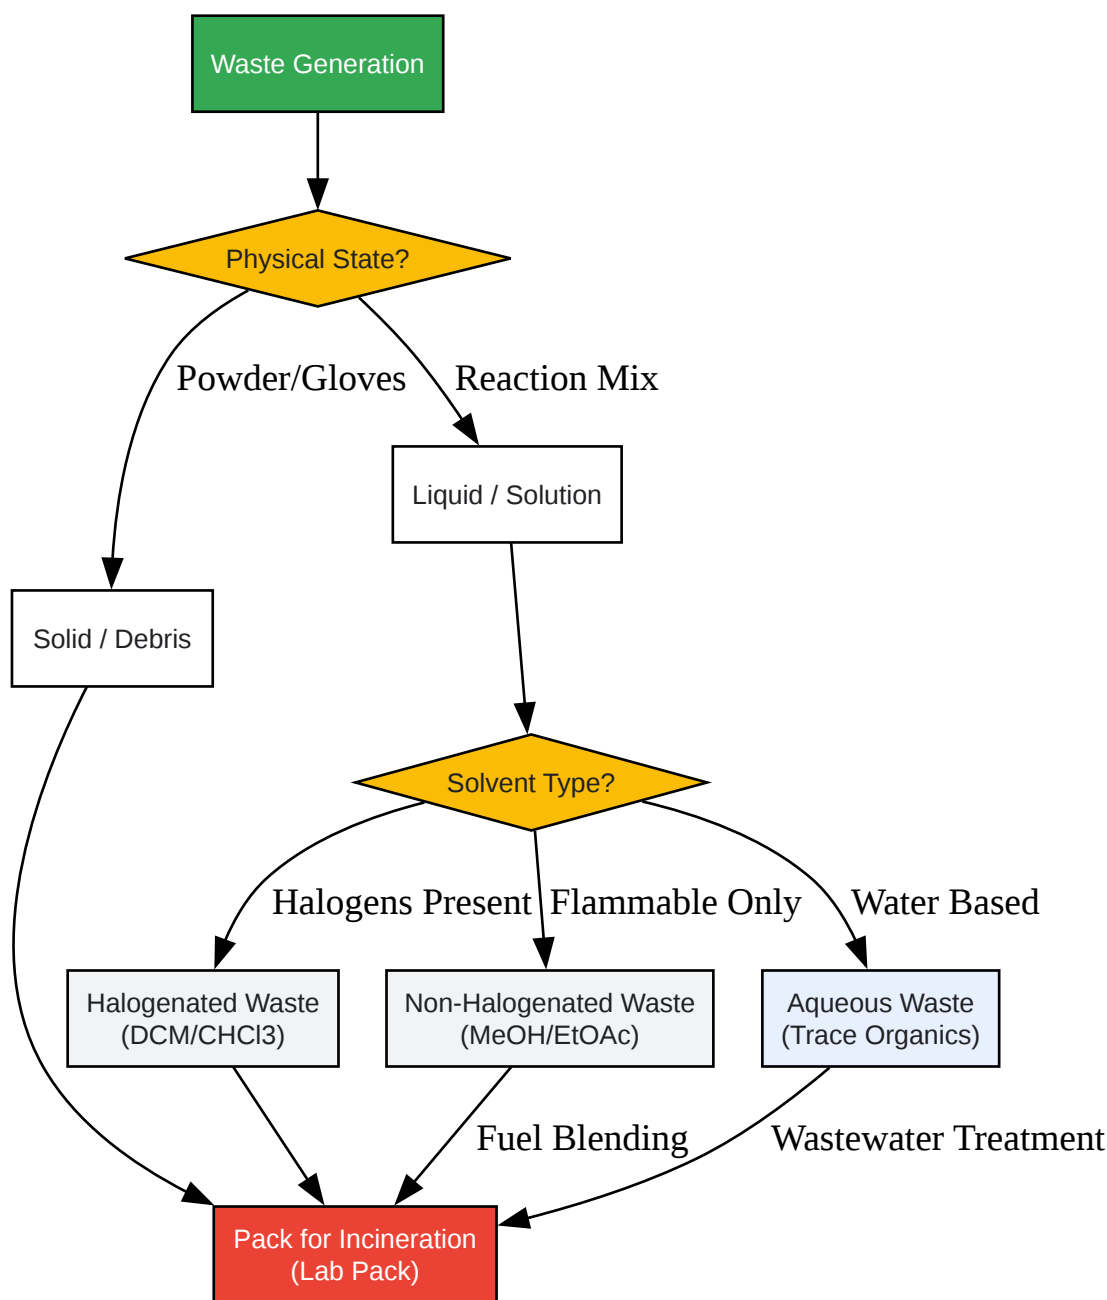 Waste Generation
Physical State?
Powder/Gloves
Reaction Mix
Liquid / Solution
Solid / Debris
Solvent Type?
Halogens Present
Flammable Only
Water Based
Halogenated Waste
(DCM/CHCl3)
Non-Halogenated Waste
(MeOH/EtOAc)
Aqueous Waste
(Trace Organics)
Fuel Blending
Wastewater Treatment
Pack for Incineration
(Lab Pack)